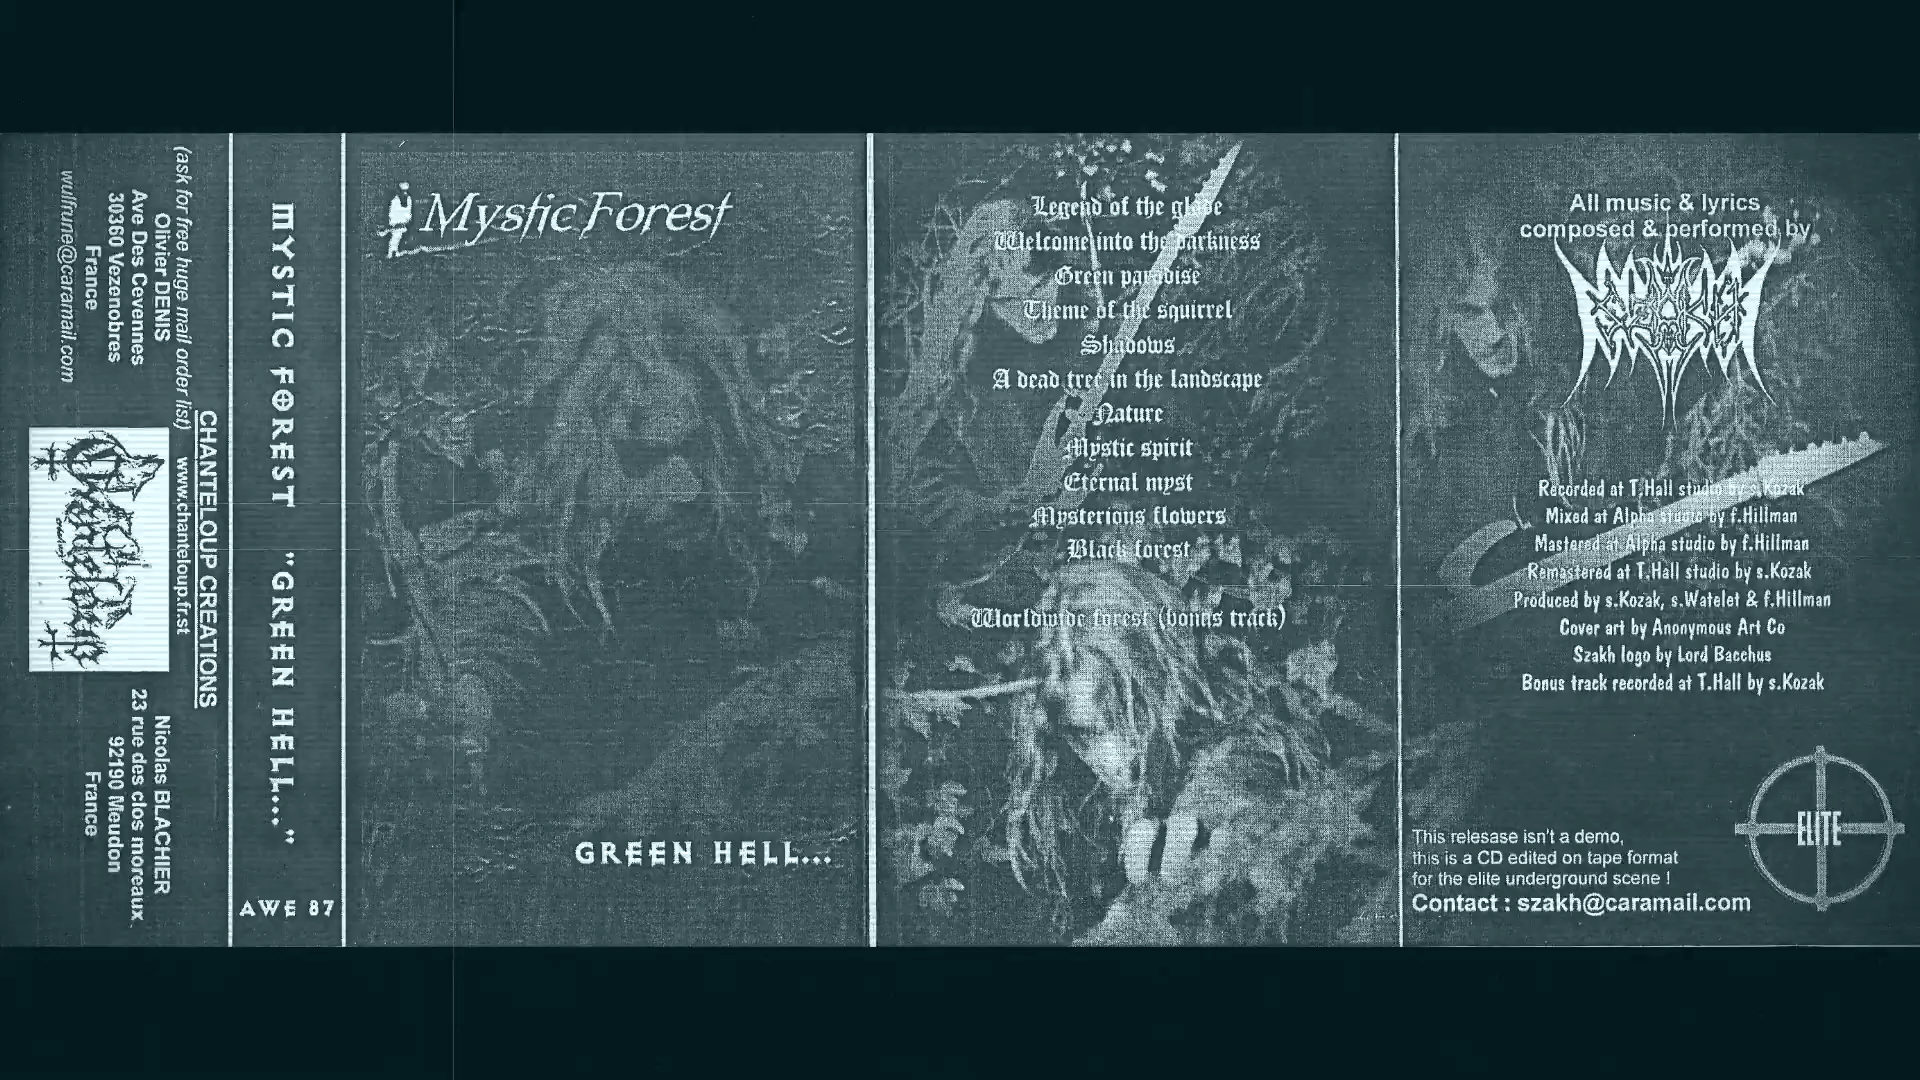 CHANTELOUP CREATIONS
www.chanteloup.fr.st
(ask for free huge mail order list)
Olivier DENIS
Ave Des Cevennes
30360 Vezenobres
France
wulfrune@caramail.com
Nicolas BLACHIER
23 rue des clos moreaux
92190 Meudon
France
MYSTIC FOREST "GREEN HELL..."
AWE 87
Mystic Forest
GREEN HELL...
Legend of the glade
Welcome into the darkness
Green paradise
Theme of the squirrel
Shadows
A dead tree in the landscape
Nature
Mystic spirit
Eternal myst
Mysterious flowers
Black forest
Worldwide forest (bonus track)
All music & lyrics
composed & performed by
Recorded at T.Hall studio by s.Kozak
Mixed at Alpha studio by f.Hillman
Mastered at Alpha studio by f.Hillman
Remastered at T.Hall studio by s.Kozak
Produced by s.Kozak, s.Watelet & f.Hillman
Cover art by Anonymous Art Co
Szakh logo by Lord Bacchus
Bonus track recorded at T.Hall by s.Kozak
ELITE
This relesase isn't a demo,
this is a CD edited on tape format
for the elite underground scene !
Contact : szakh@caramail.com